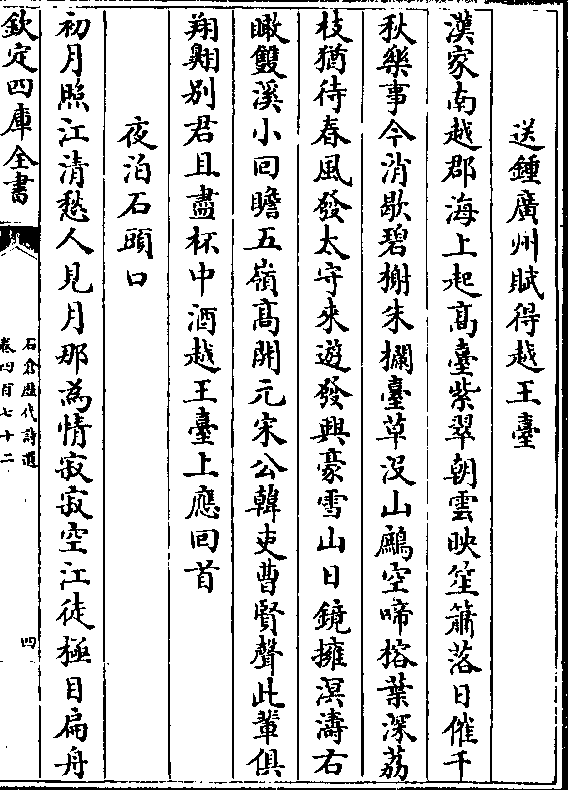 送鍾廣州賦得越王臺
漢家南越郡海上起高臺紫翠朝雲映笙簫落日催千
秋樂事今消歇碧榭朱欄臺草没山鷓空啼榕葉深荔
枝猶待春風發太守來遊發興豪雪山日鏡擁溟濤右
瞰雙溪小回瞻五嶺高開元宋公韓吏曹賢聲此輩俱
翔翺别君且盡杯中酒越王臺上應回首
夜泊石頭口
初月照江清愁人見月那為情寂寂空江徒極目扁舟
欽定四庫全書
石倉歴代詩選
卷四百七十二
四